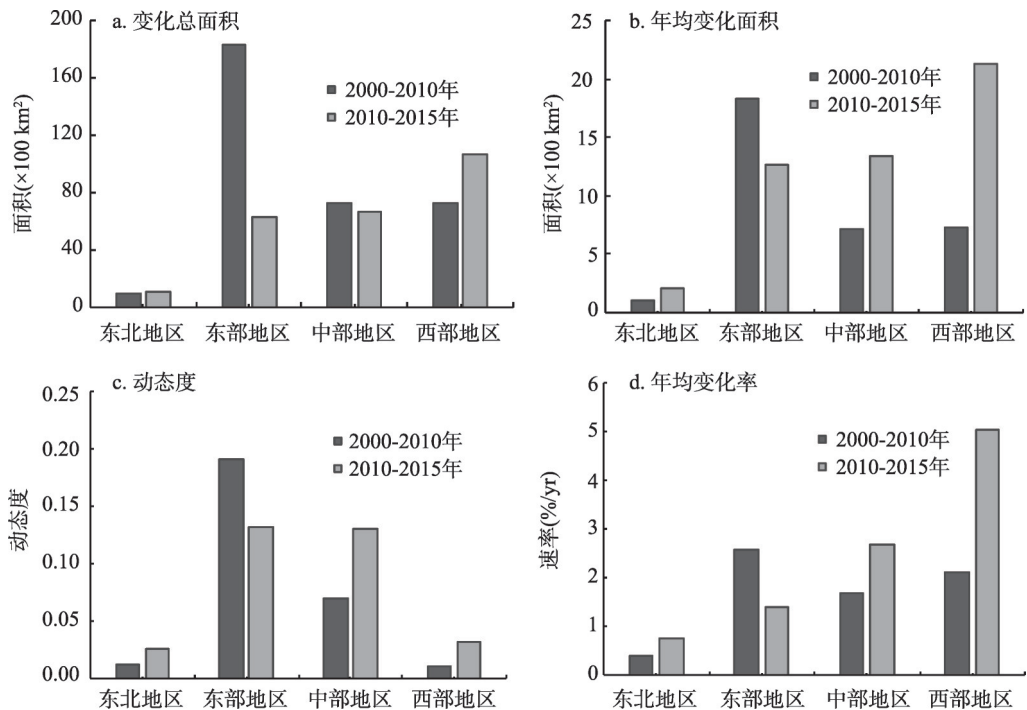 a. 变化总面积
面积(×100 km²)
200
160
120
80
40
0
2000-2010年
2010-2015年
东北地区 东部地区 中部地区 西部地区
b. 年均变化面积
面积(×100 km²)
25
20
15
10
5
0
2000-2010年
2010-2015年
东北地区 东部地区 中部地区 西部地区
c. 动态度
动态度
0.25
0.20
0.15
0.10
0.05
0.00
2000-2010年
2010-2015年
东北地区 东部地区 中部地区 西部地区
d. 年均变化率
速率(%/yr)
6
5
4
3
2
1
0
2000-2010年
2010-2015年
东北地区 东部地区 中部地区 西部地区